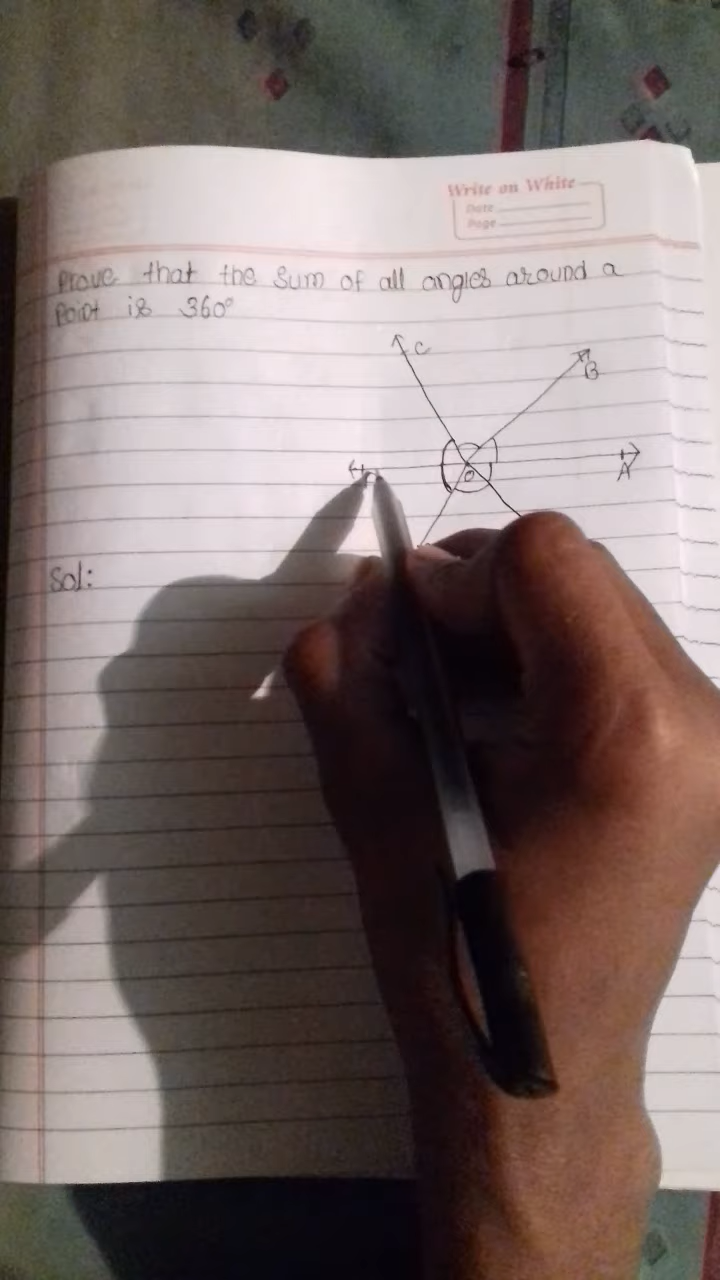 Write on White
Date
Page
Prove that the sum of all angles around a
Point is 360°
C
B
A
O
Sol: